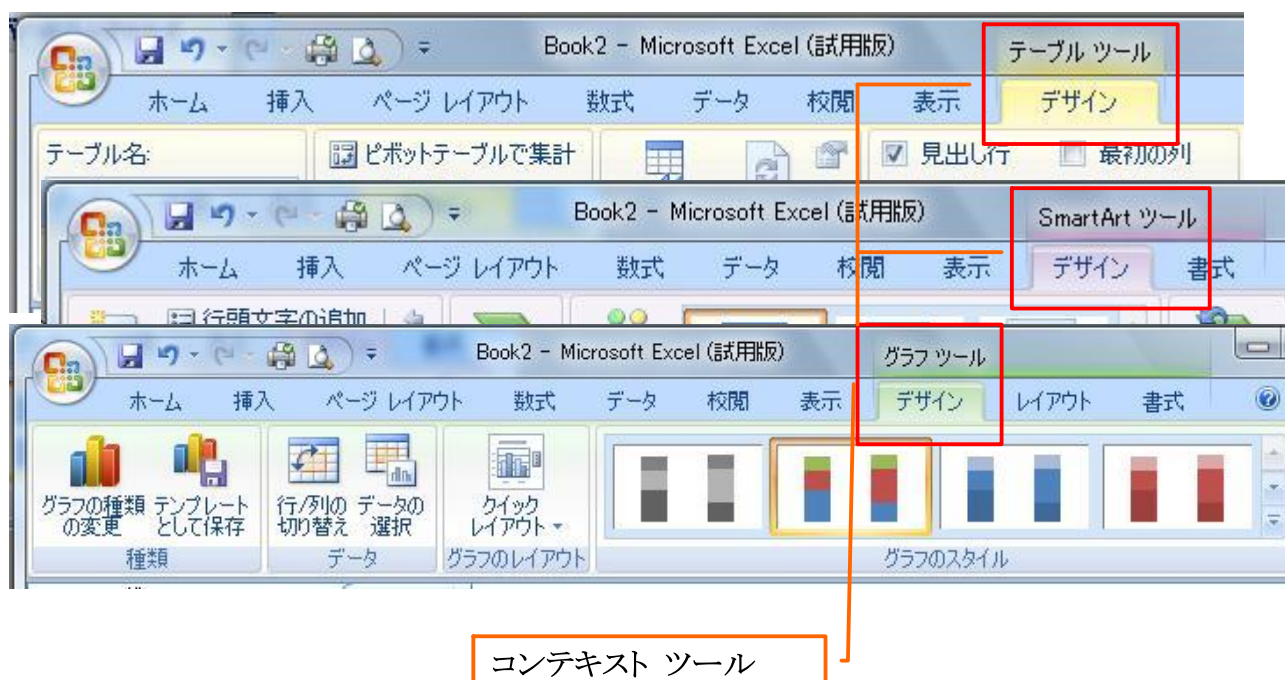 Book2 - Microsoft Excel (試用版) テーブル ツール
ホーム 挿入 ページ レイアウト 数式 データ 校閲 表示 デザイン
テーブル名: ピボットテーブルで集計 見出し行 最初の列
Book2 - Microsoft Excel (試用版) SmartArt ツール
ホーム 挿入 ページ レイアウト 数式 データ 校閲 表示 デザイン 書式
行頭文字の追加
Book2 - Microsoft Excel (試用版) グラフ ツール
ホーム 挿入 ページ レイアウト 数式 データ 校閲 表示 デザイン レイアウト 書式
グラフの種類 テンプレート 行/列の データの クイック
の変更 として保存 切り替え 選択 レイアウト
種類 データ グラフのレイアウト グラフのスタイル
コンテキスト ツール